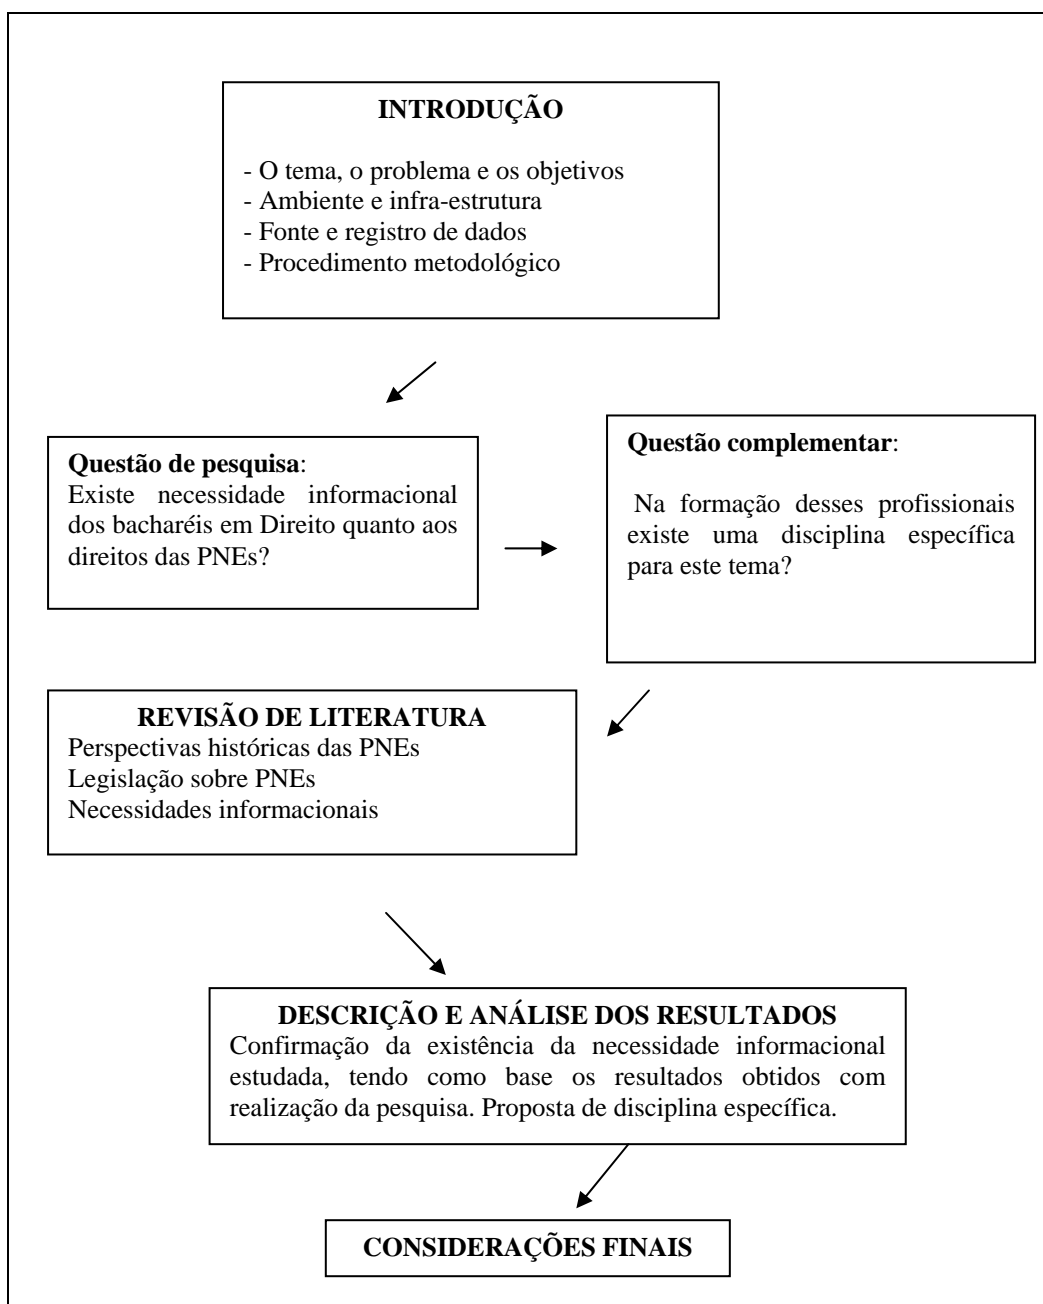 INTRODUÇÃO
- O tema, o problema e os objetivos
- Ambiente e infra-estrutura
- Fonte e registro de dados
- Procedimento metodológico
Questão de pesquisa:
Existe necessidade informacional
dos bacharéis em Direito quanto aos
direitos das PNEs?
Questão complementar:
Na formação desses profissionais
existe uma disciplina específica
para este tema?
REVISÃO DE LITERATURA
Perspectivas históricas das PNEs
Legislação sobre PNEs
Necessidades informacionais
DESCRIÇÃO E ANÁLISE DOS RESULTADOS
Confirmação da existência da necessidade informacional
estudada, tendo como base os resultados obtidos com
realização da pesquisa. Proposta de disciplina específica.
CONSIDERAÇÕES FINAIS